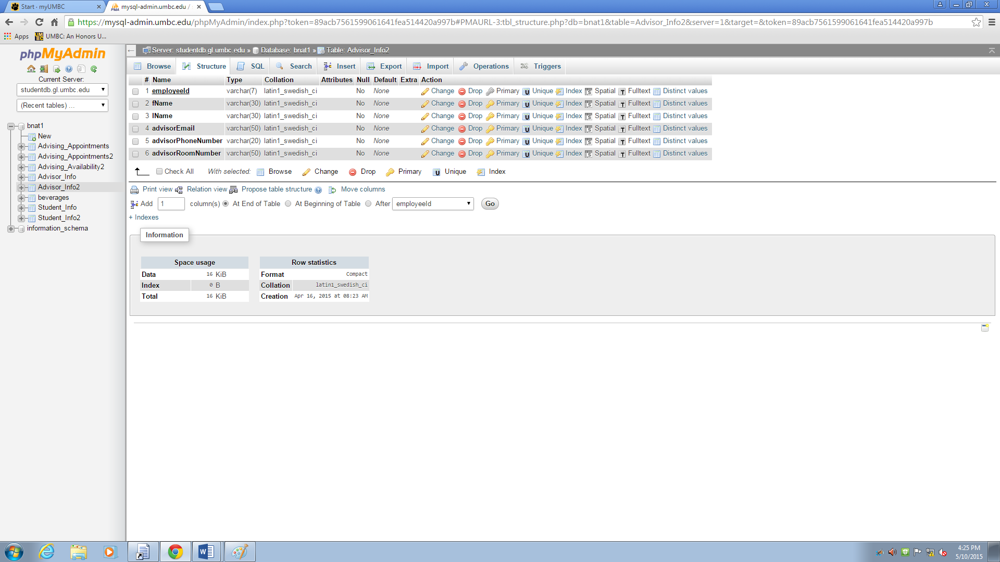 Start · myUMBC
mysql-admin.umbc.edu /
https://mysql-admin.umbc.edu/phpMyAdmin/index.php?token=89acb7561599061641fea514420a997b#PMAURL-3:tbl_structure.php?db=bnat1&table=Advisor_Info2&server=1&target=&token=89acb7561599061641fea514420a997b
Apps UMBC: An Honors U...
phpMyAdmin
Current Server:
studentdb.gl.umbc.edu
(Recent tables) ...
bnat1
New
Advising_Appointments
Advising_Appointments2
Advising_Availability2
Advisor_Info
Advisor_Info2
beverages
Student_Info
Student_Info2
information_schema
Server: studentdb.gl.umbc.edu » Database: bnat1 » Table: Advisor_Info2
Browse Structure SQL Search Insert Export Import Operations Triggers
# Name Type Collation Attributes Null Default Extra Action
1 employeeId varchar(7) latin1_swedish_ci No None Change Drop Primary Unique Index Spatial Fulltext Distinct values
2 fName varchar(30) latin1_swedish_ci No None Change Drop Primary Unique Index Spatial Fulltext Distinct values
3 lName varchar(30) latin1_swedish_ci No None Change Drop Primary Unique Index Spatial Fulltext Distinct values
4 advisorEmail varchar(50) latin1_swedish_ci No None Change Drop Primary Unique Index Spatial Fulltext Distinct values
5 advisorPhoneNumber varchar(20) latin1_swedish_ci No None Change Drop Primary Unique Index Spatial Fulltext Distinct values
6 advisorRoomNumber varchar(50) latin1_swedish_ci No None Change Drop Primary Unique Index Spatial Fulltext Distinct values
Check All With selected: Browse Change Drop Primary Unique Index
Print view Relation view Propose table structure Move columns
Add 1 column(s) At End of Table At Beginning of Table After employeeId Go
+ Indexes
Information
Space usage
Data 16 KiB
Index 0 B
Total 16 KiB
Row statistics
Format Compact
Collation latin1_swedish_ci
Creation Apr 16, 2015 at 08:23 AM
4:25 PM
5/10/2015